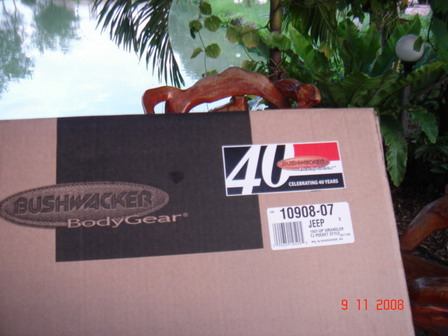 BUSHWACKER
BodyGear®
40
BUSHWACKER
CELEBRATING 40 YEARS
10908-07
JEEP
9 11 2008